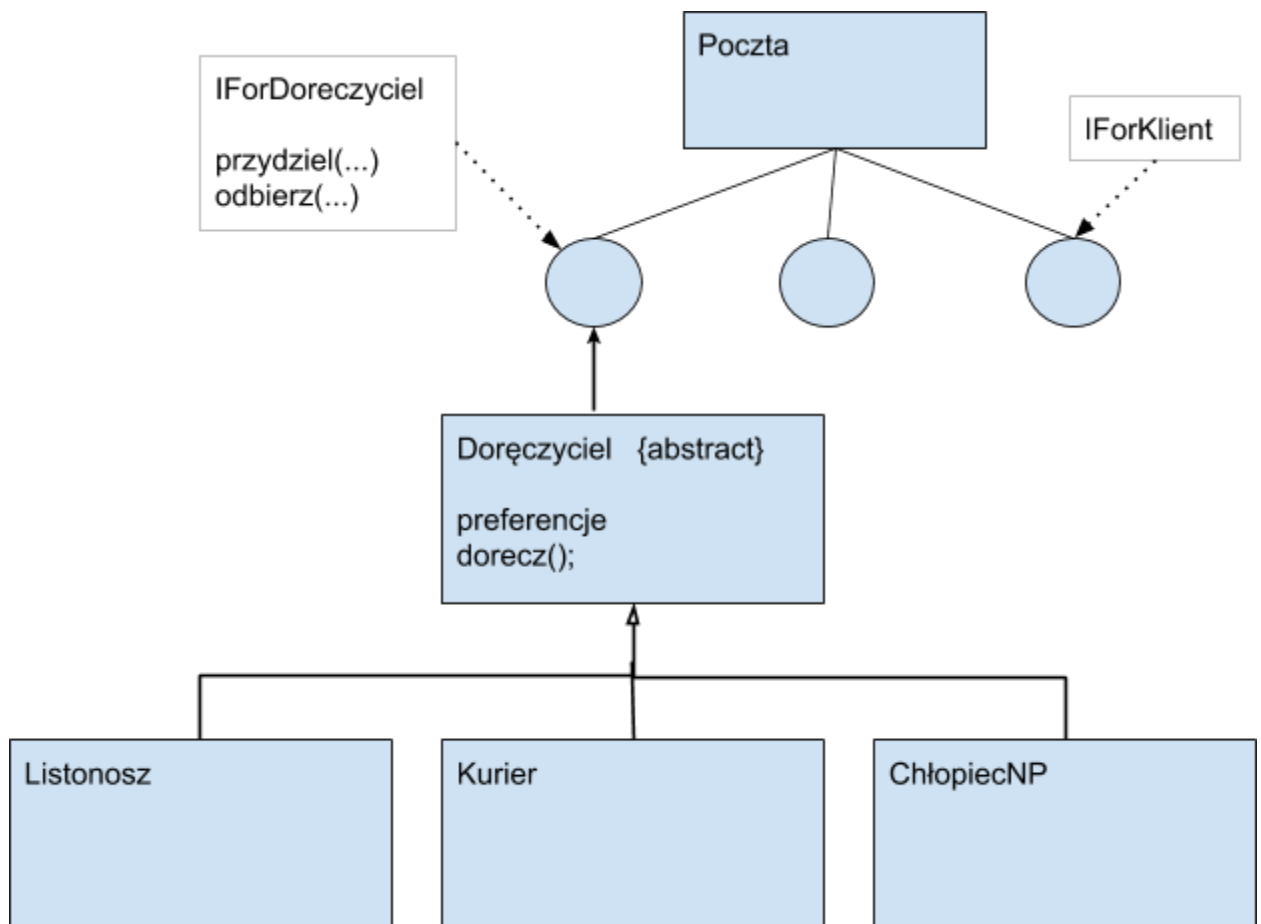 Poczta
IForDoreczyciel
przydziel(...)
odbierz(...)
IForKlient
Doręczyciel {abstract}
preferencje
dorecz();
Listonosz
Kurier
ChłopiecNP